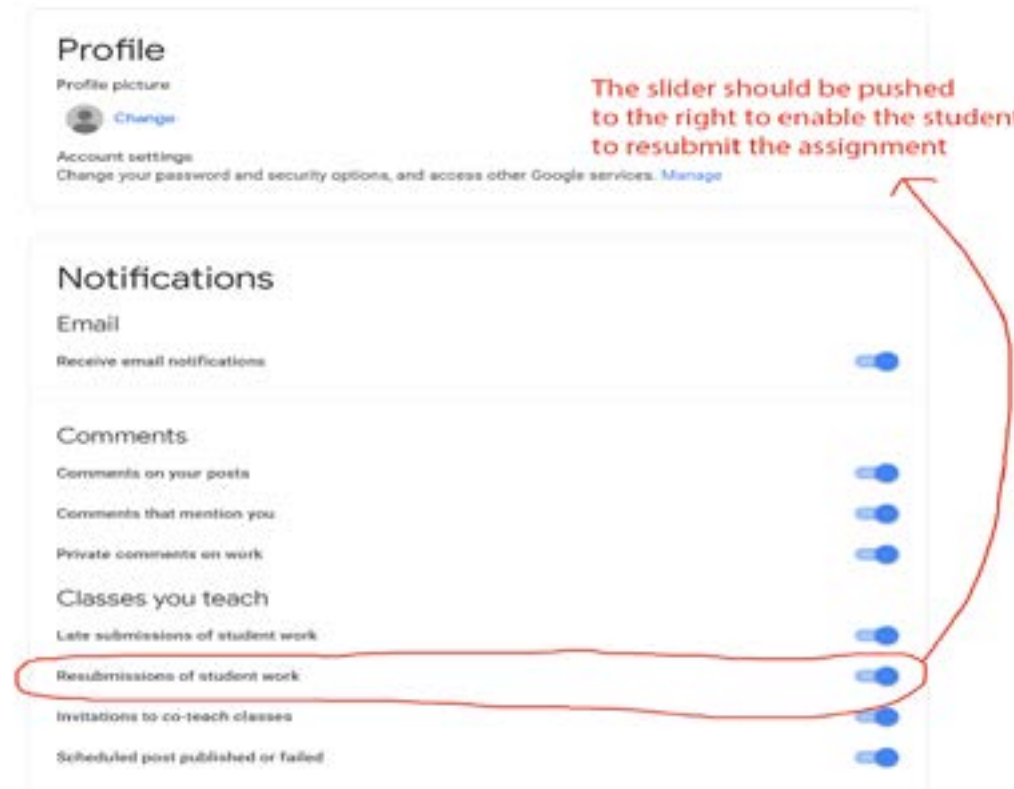 Profile
Profile picture
The slider should be pushed
Change
to the right to enable the student
to resubmit the assignment
Account settings
Change your password and security options, and access other Google services. Manage
Notifications
Email
Receive email notifications
Comments
Comments on your posts
Comments that mention you
Private comments on work
Classes you teach
Late submissions of student work
Resubmissions of student work
Invitations to co-teach classes
Scheduled post published or failed